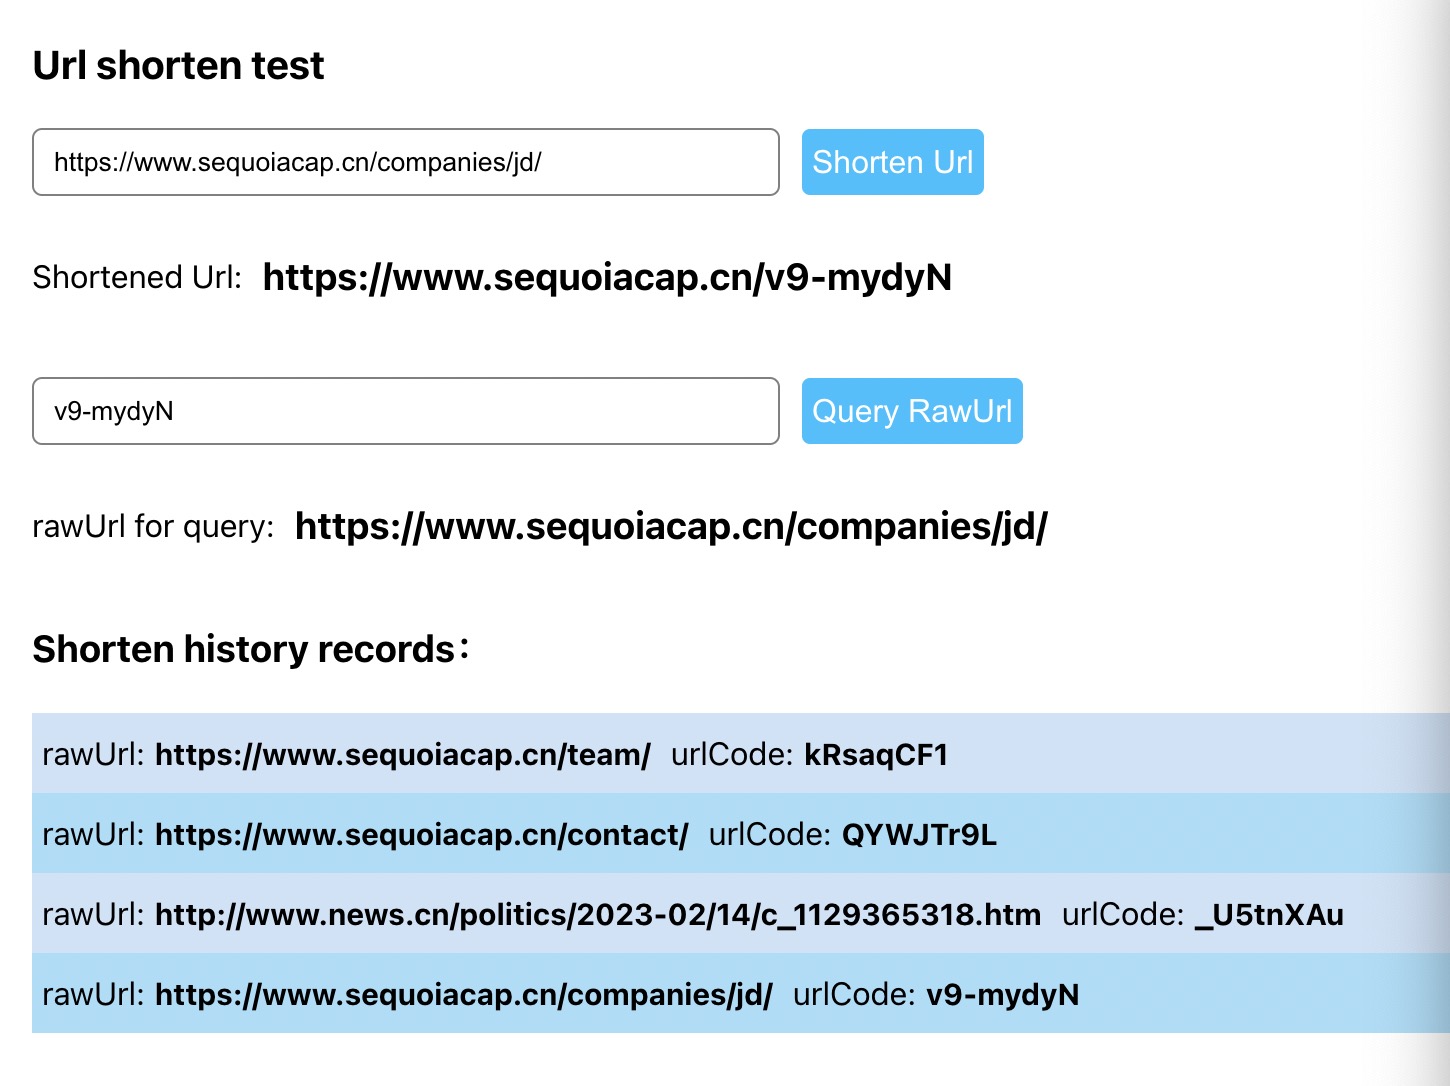 Url shorten test
https://www.sequoiacap.cn/companies/jd/ Shorten Url
Shortened Url: https://www.sequoiacap.cn/v9-mydyN
v9-mydyN Query RawUrl
rawUrl for query: https://www.sequoiacap.cn/companies/jd/
Shorten history records：
rawUrl: https://www.sequoiacap.cn/team/ urlCode: kRsaqCF1
rawUrl: https://www.sequoiacap.cn/contact/ urlCode: QYWJTr9L
rawUrl: http://www.news.cn/politics/2023-02/14/c_1129365318.htm urlCode: _U5tnXAu
rawUrl: https://www.sequoiacap.cn/companies/jd/ urlCode: v9-mydyN